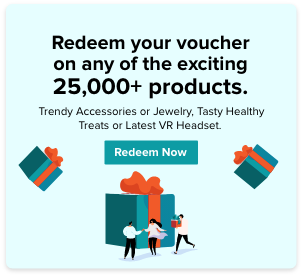 Redeem your voucher
on any of the exciting
25,000+ products.
Trendy Accessories or Jewelry, Tasty Healthy
Treats or Latest VR Headset.
Redeem Now